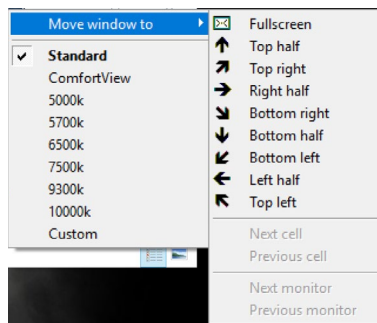 Move window to
Standard
ComfortView
5000k
5700k
6500k
7500k
9300k
10000k
Custom
Fullscreen
Top half
Top right
Right half
Bottom right
Bottom half
Bottom left
Left half
Top left
Next cell
Previous cell
Next monitor
Previous monitor